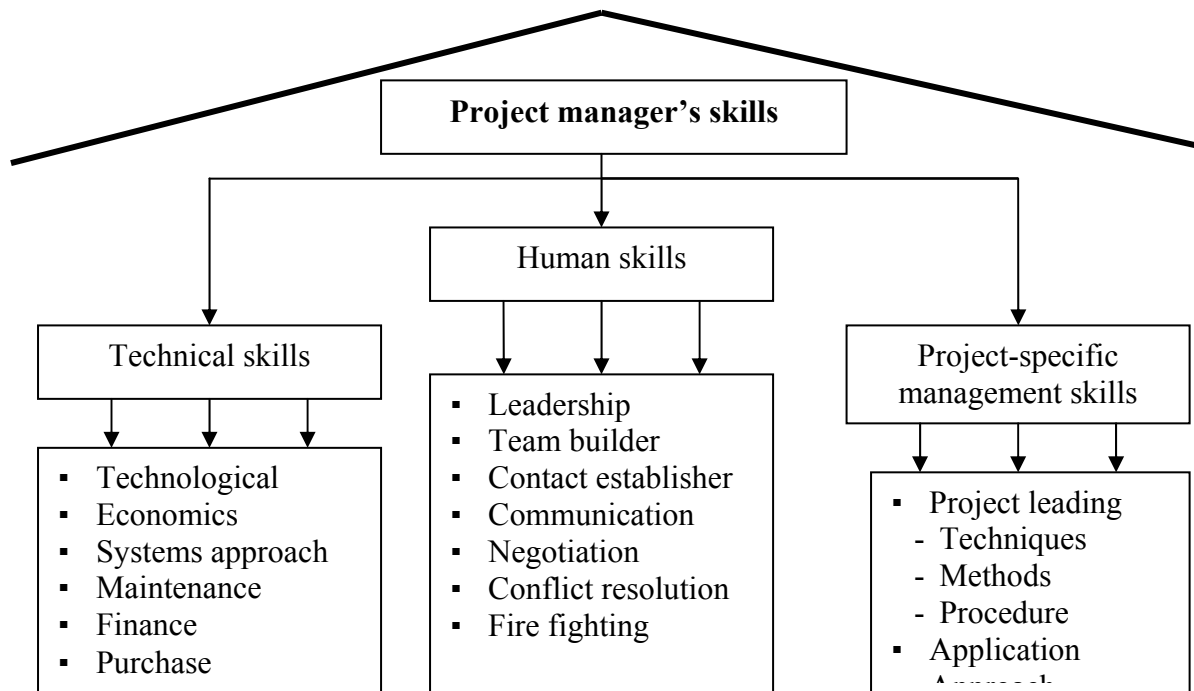 Project manager's skills
Human skills
Technical skills
Project-specific
management skills
▪ Technological
▪ Economics
▪ Systems approach
▪ Maintenance
▪ Finance
▪ Purchase
▪ Leadership
▪ Team builder
▪ Contact establisher
▪ Communication
▪ Negotiation
▪ Conflict resolution
▪ Fire fighting
▪ Project leading
- Techniques
- Methods
- Procedure
▪ Application